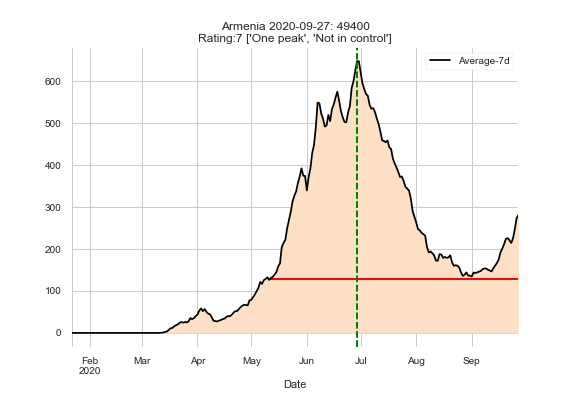 Armenia 2020-09-27: 49400
Rating:7 ['One peak', 'Not in control']
Average-7d
600
500
400
300
200
100
0
Feb Mar Apr May Jun Jul Aug Sep
2020
Date